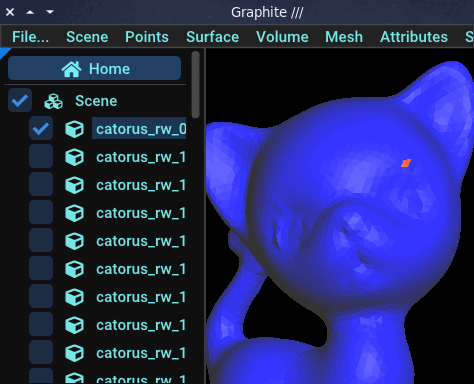 Graphite ///
File... Scene Points Surface Volume Mesh Attributes S
Home
Scene
catorus_rw_0
catorus_rw_1
catorus_rw_1
catorus_rw_1
catorus_rw_1
catorus_rw_1
catorus_rw_1
catorus_rw_1
catorus_rw_1
catorus_rw_1